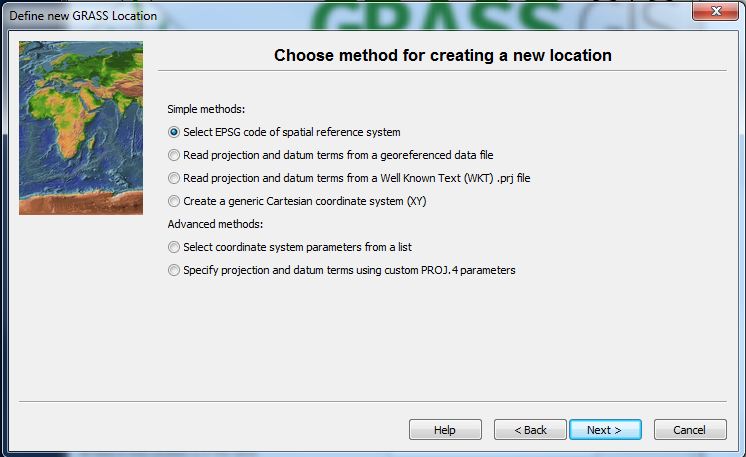 Define new GRASS Location
GRASS GIS
Choose method for creating a new location
Simple methods:
Select EPSG code of spatial reference system
Read projection and datum terms from a georeferenced data file
Read projection and datum terms from a Well Known Text (WKT) .prj file
Create a generic Cartesian coordinate system (XY)
Advanced methods:
Select coordinate system parameters from a list
Specify projection and datum terms using custom PROJ.4 parameters
Help
< Back
Next >
Cancel